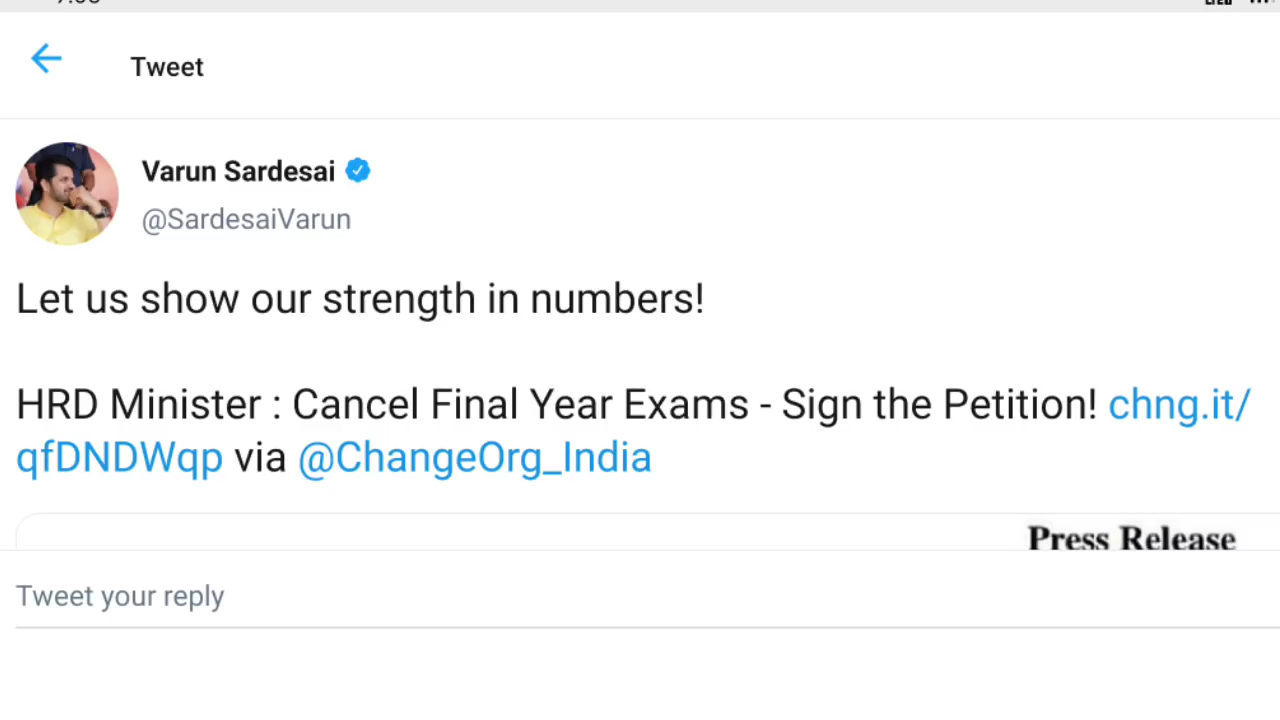 Tweet
Varun Sardesai
@SardesaiVarun
Let us show our strength in numbers!
HRD Minister : Cancel Final Year Exams - Sign the Petition! chng.it/
qfDNDWqp via @ChangeOrg_India
Press Release
Tweet your reply